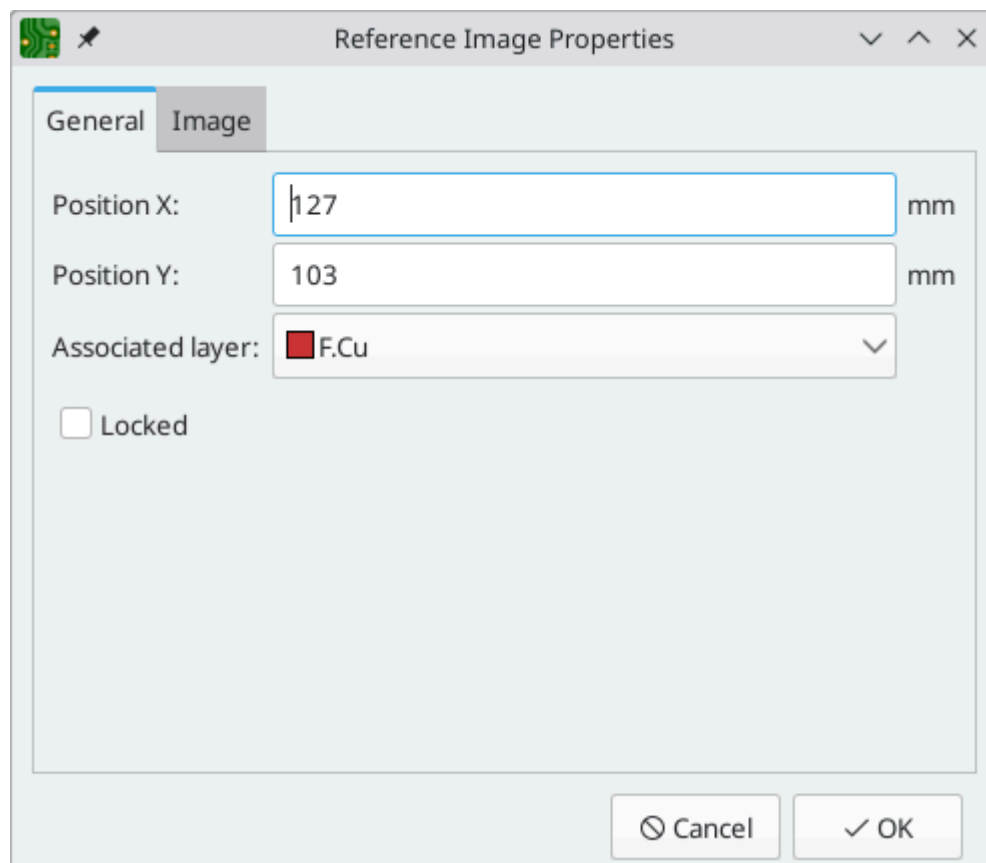 Reference Image Properties
General Image
Position X: 127 mm
Position Y: 103 mm
Associated layer: F.Cu
Locked
Cancel OK